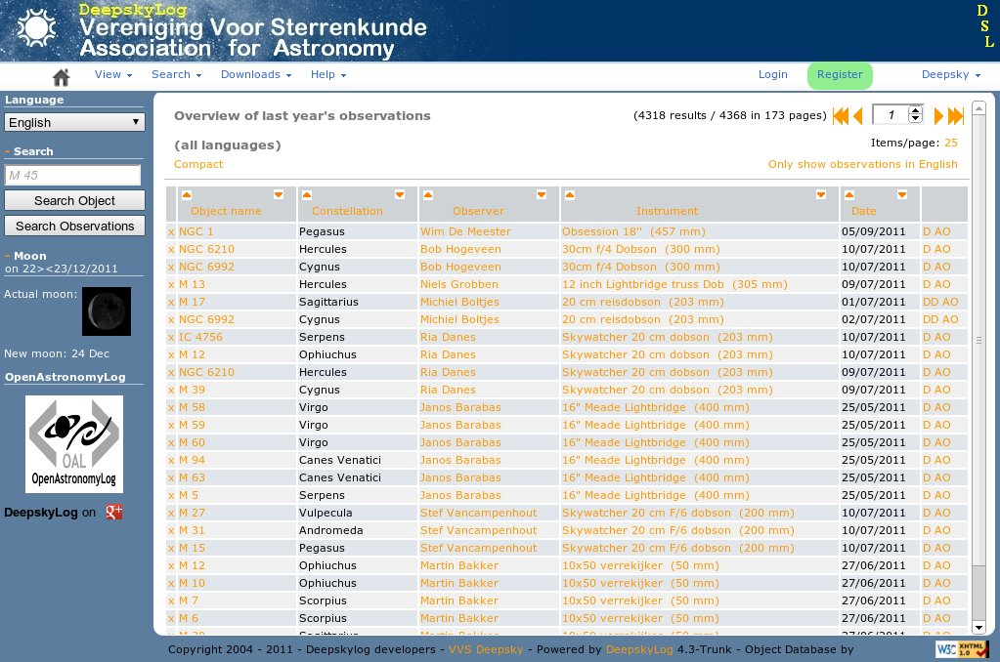 DeepskyLog
Vereniging Voor Sterrenkunde
Association for Astronomy
D
S
L
View Search Downloads Help Login Register Deepsky
Language
English
- Search
M 45
Search Object
Search Observations
- Moon
on 22><23/12/2011
Actual moon:
New moon: 24 Dec
OpenAstronomyLog
OAL
OpenAstronomyLog
DeepskyLog on g+
Overview of last year's observations
(4318 results / 4368 in 173 pages) 1
(all languages)
Items/page: 25
Compact
Only show observations in English
Object name Constellation Observer Instrument Date
x NGC 1 Pegasus Wim De Meester Obsession 18'' (457 mm) 05/09/2011 D AO
x NGC 6210 Hercules Bob Hogeveen 30cm f/4 Dobson (300 mm) 10/07/2011 D AO
x NGC 6992 Cygnus Bob Hogeveen 30cm f/4 Dobson (300 mm) 10/07/2011 D AO
x M 13 Hercules Niels Grobben 12 inch Lightbridge truss Dob (305 mm) 09/07/2011 D AO
x M 17 Sagittarius Michiel Boltjes 20 cm reisdobson (203 mm) 01/07/2011 DD AO
x NGC 6992 Cygnus Michiel Boltjes 20 cm reisdobson (203 mm) 02/07/2011 DD AO
x IC 4756 Serpens Ria Danes Skywatcher 20 cm dobson (203 mm) 10/07/2011 D AO
x M 12 Ophiuchus Ria Danes Skywatcher 20 cm dobson (203 mm) 10/07/2011 D AO
x NGC 6210 Hercules Ria Danes Skywatcher 20 cm dobson (203 mm) 09/07/2011 D AO
x M 39 Cygnus Ria Danes Skywatcher 20 cm dobson (203 mm) 09/07/2011 D AO
x M 58 Virgo Janos Barabas 16" Meade Lightbridge (400 mm) 25/05/2011 D AO
x M 59 Virgo Janos Barabas 16" Meade Lightbridge (400 mm) 25/05/2011 D AO
x M 60 Virgo Janos Barabas 16" Meade Lightbridge (400 mm) 25/05/2011 D AO
x M 94 Canes Venatici Janos Barabas 16" Meade Lightbridge (400 mm) 25/05/2011 D AO
x M 63 Canes Venatici Janos Barabas 16" Meade Lightbridge (400 mm) 25/05/2011 D AO
x M 5 Serpens Janos Barabas 16" Meade Lightbridge (400 mm) 25/05/2011 D AO
x M 27 Vulpecula Stef Vancampenhout Skywatcher 20 cm F/6 dobson (200 mm) 10/07/2011 D AO
x M 31 Andromeda Stef Vancampenhout Skywatcher 20 cm F/6 dobson (200 mm) 10/07/2011 D AO
x M 15 Pegasus Stef Vancampenhout Skywatcher 20 cm F/6 dobson (200 mm) 10/07/2011 D AO
x M 12 Ophiuchus Martin Bakker 10x50 verrekijker (50 mm) 27/06/2011 D AO
x M 10 Ophiuchus Martin Bakker 10x50 verrekijker (50 mm) 27/06/2011 D AO
x M 7 Scorpius Martin Bakker 10x50 verrekijker (50 mm) 27/06/2011 D AO
x M 6 Scorpius Martin Bakker 10x50 verrekijker (50 mm) 27/06/2011 D AO
Copyright 2004 - 2011 - Deepskylog developers - VVS Deepsky - Powered by DeepskyLog 4.3-Trunk - Object Database by
W3C XHTML 1.0